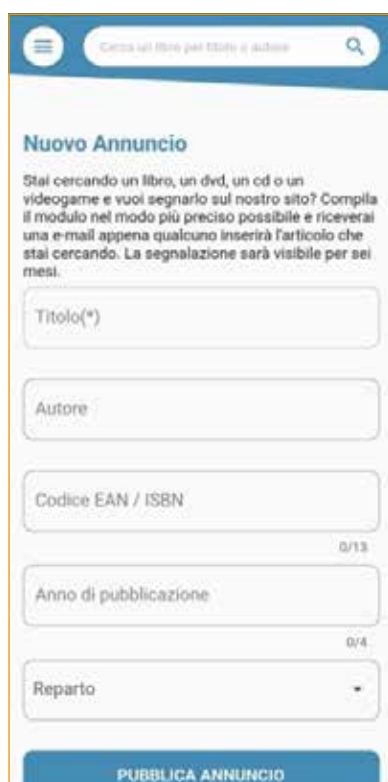 Cerca un libro per titolo o autore
Nuovo Annuncio
Stai cercando un libro, un dvd, un cd o un
videogame e vuoi segnarlo sul nostro sito? Compila
il modulo nel modo più preciso possibile e riceverai
una e-mail appena qualcuno inserirà l'articolo che
stai cercando. La segnalazione sarà visibile per sei
mesi.
Titolo(*)
Autore
Codice EAN / ISBN
0/13
Anno di pubblicazione
0/4
Reparto
PUBBLICA ANNUNCIO